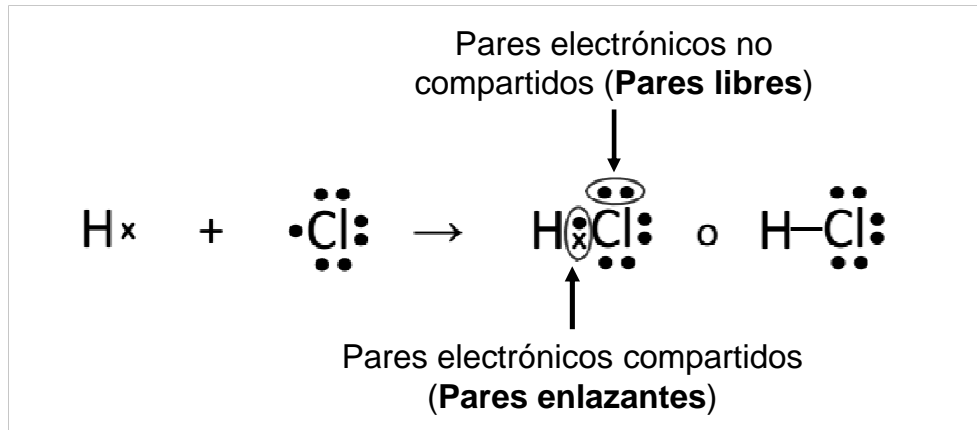 Pares electrónicos no
compartidos (Pares libres)
H x + Cl → H x Cl o H—Cl
Pares electrónicos compartidos
(Pares enlazantes)